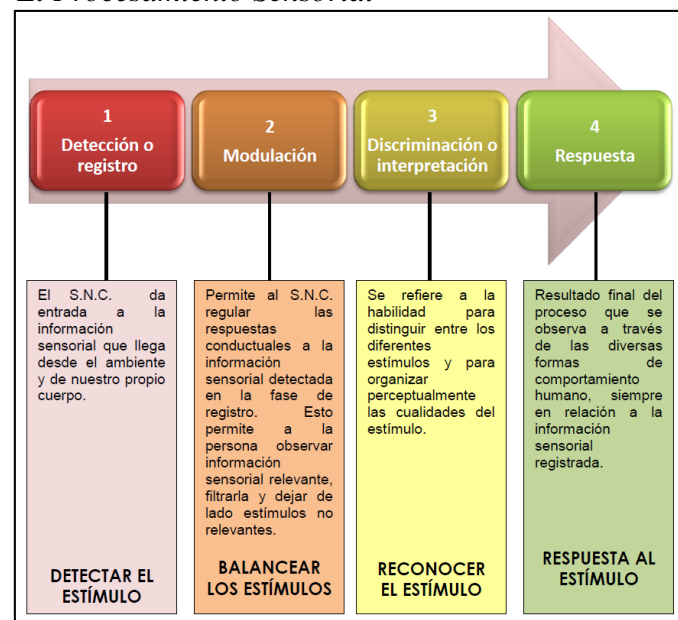 El Procesamiento Sensorial
1
Detección o
registro
2
Modulación
3
Discriminación o
interpretación
4
Respuesta
El S.N.C. da
entrada a la
información
sensorial que llega
desde el ambiente
y de nuestro propio
cuerpo.
DETECTAR EL
ESTÍMULO
Permite al S.N.C.
regular las
respuestas
conductuales a la
información
sensorial detectada
en la fase de
registro. Esto
permite a la
persona observar
información
sensorial relevante,
filtrarla y dejar de
lado estímulos no
relevantes.
BALANCEAR
LOS ESTÍMULOS
Se refiere a la
habilidad para
distinguir entre los
diferentes
estímulos y para
organizar
perceptualmente
las cualidades del
estímulo.
RECONOCER
EL ESTÍMULO
Resultado final del
proceso que se
observa a través
de las diversas
formas de
comportamiento
humano, siempre
en relación a la
información
sensorial
registrada.
RESPUESTA AL
ESTÍMULO